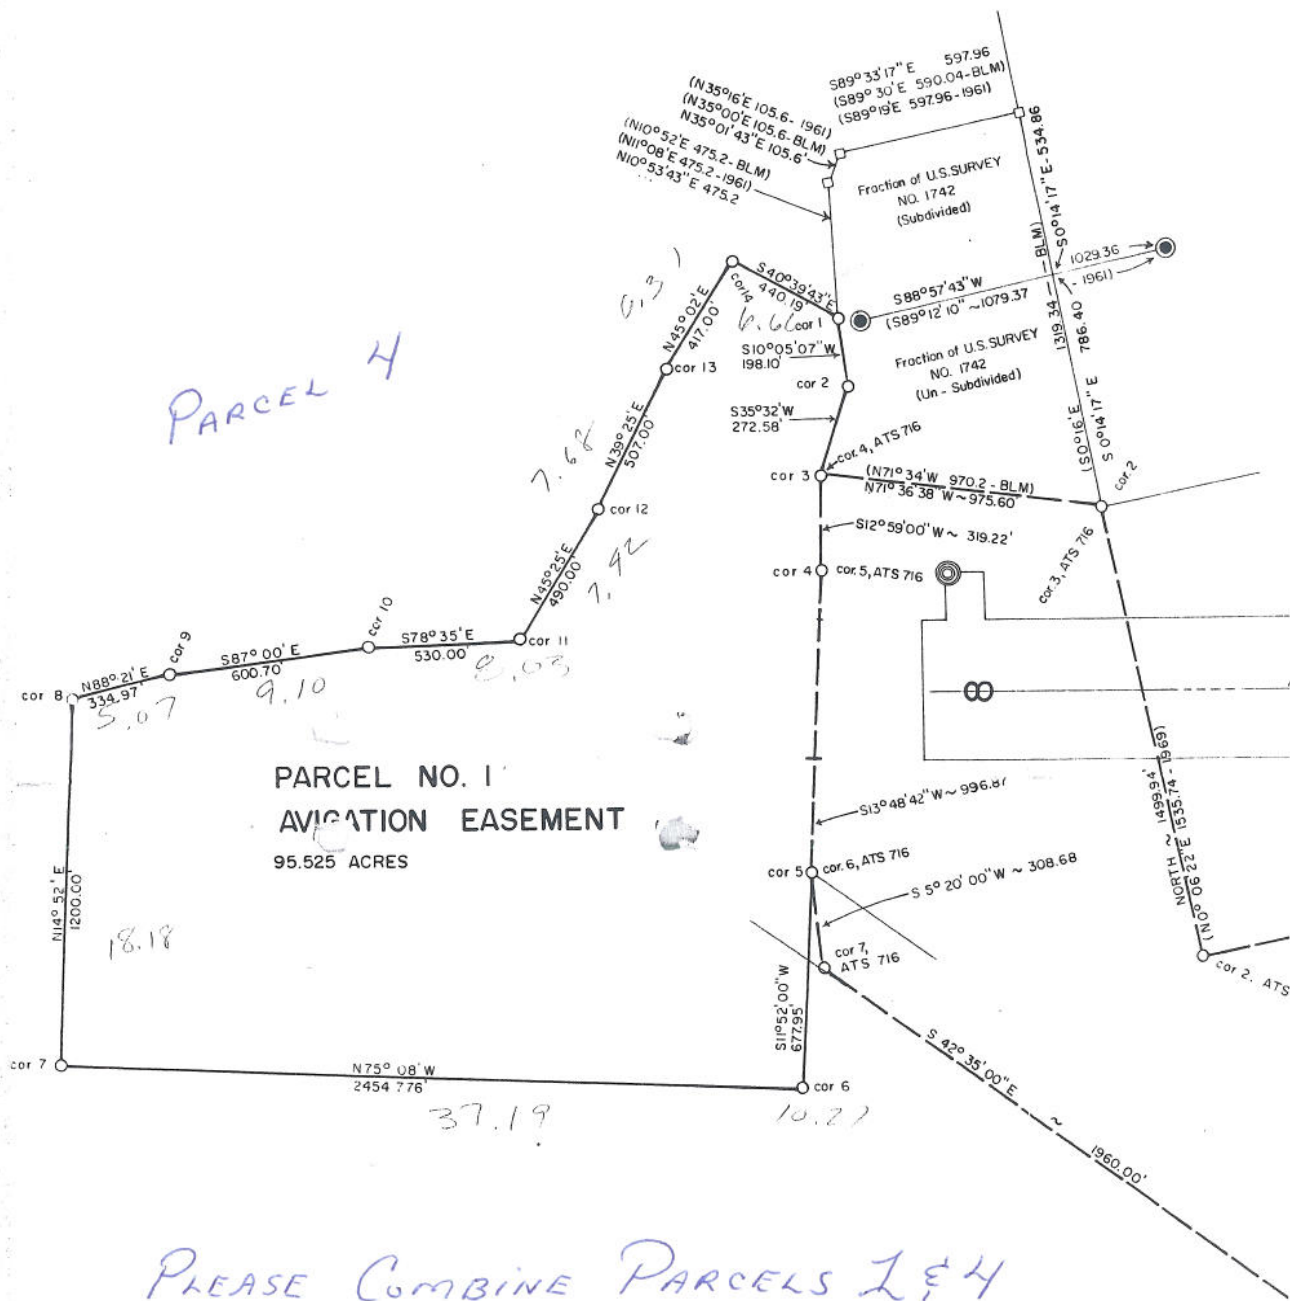 S89°33'17"E 597.96
(S89°30'E 590.04-BLM)
(S89°19'E 597.96-1961)
(N35°16'E 105.6-1961)
(N35°00'E 105.6-BLM)
N35°01'43"E 105.6'
(N10°52'E 475.2-BLM)
(N11°08'E 475.2-1961)
N10°53'43"E 475.2
Fraction of U.S. SURVEY
NO. 1742
(Subdivided)
S0°14'17"E-534.86
1029.36
- 1961)
S88°57'43"W
(S89°12'10" ~1079.37
1319.34 — BLM)
(S0°16'E
786.40
S0°14'17"E
Fraction of U.S. SURVEY
NO. 1742
(Un - Subdivided)
S40°39'43"E
440.19'
6.66
cor 14
cor 1
S10°05'07"W
198.10'
cor 2
S35°32'W
272.58'
cor. 4, ATS 716
cor 3
(N71°34'W 970.2-BLM)
N71°36'38"W~975.60'
cor. 2
cor. 3, ATS 716
S12°59'00"W~ 319.22'
cor 4
cor. 5, ATS 716
N45°02'E
417.00'
cor 13
N39°25'E
507.00'
7.68
cor 12
N45°25'E
490.00'
7.42
PARCEL 4
cor 11
S78°35'E
530.00'
8.03
cor 10
S87°00'E
600.70'
9.10
cor 9
N88°21'E
334.97'
5.07
cor 8
PARCEL NO. 1
AVIGATION EASEMENT
95.525 ACRES
8
S13°48'42"W~996.87
cor 5
cor. 6, ATS 716
S 5°20'00"W ~ 308.68
NORTH ~ 1499.94'
(N0°06'22"E 1535.74-1969)
cor 2. ATS
cor 7,
ATS 716
N14°52'E
1200.00'
18.18
S11°52'00"W
677.95'
cor 7
N75°08'W
2454.776'
37.19
cor 6
10.27
S 42°35'00"E ~ 1960.00'
PLEASE COMBINE PARCELS 1 & 4